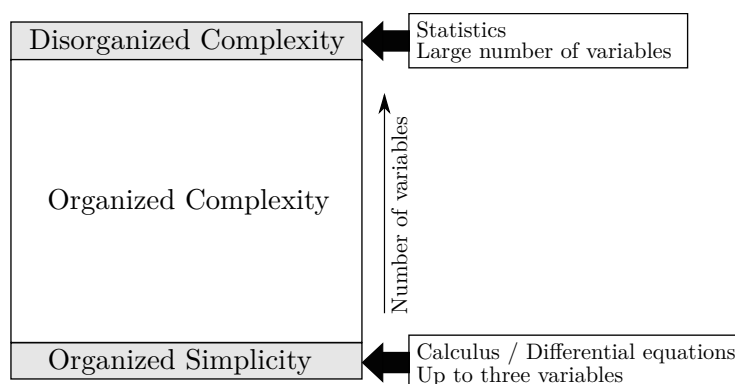 Disorganized Complexity
Statistics
Large number of variables
Organized Complexity
Number of variables
Organized Simplicity
Calculus / Differential equations
Up to three variables